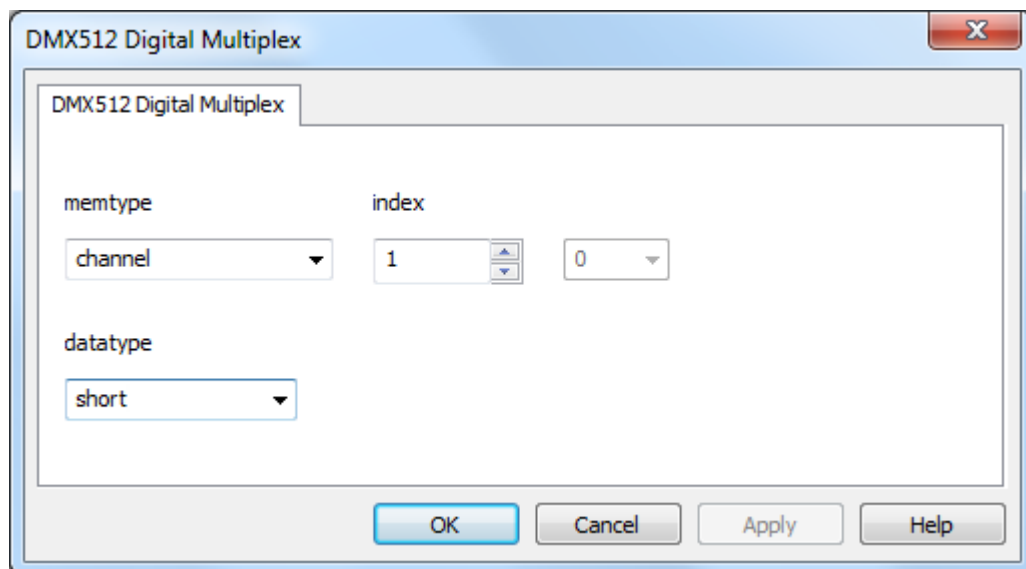 DMX512 Digital Multiplex
DMX512 Digital Multiplex
memtype index
channel 1 0
datatype
short
OK Cancel Apply Help